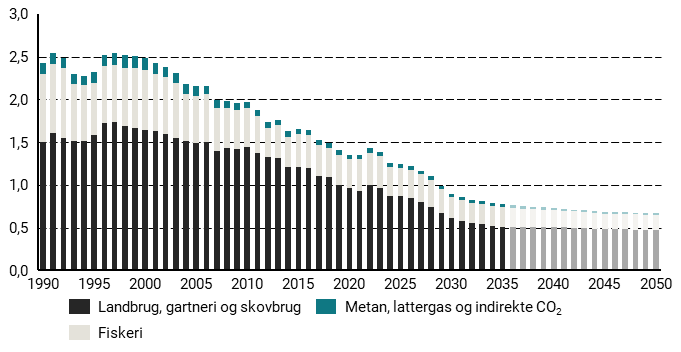 3,0
2,5
2,0
1,5
1,0
0,5
0,0
1990 1995 2000 2005 2010 2015 2020 2025 2030 2035 2040 2045 2050
Landbrug, gartneri og skovbrug Metan, lattergas og indirekte CO₂
Fiskeri